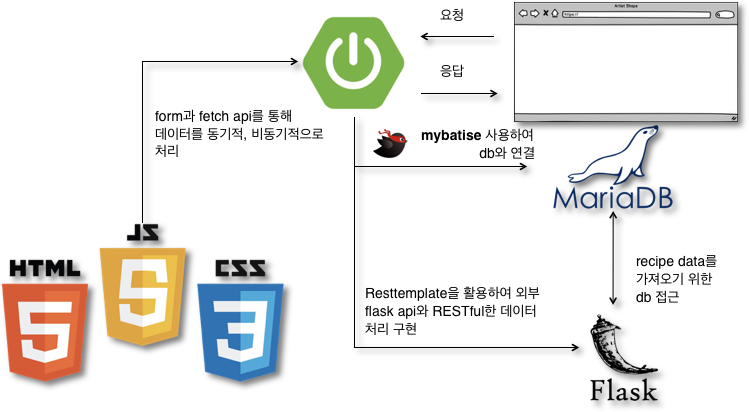 요청
응답
Artist Shops
https://
form과 fetch api를 통해
데이터를 동기적, 비동기적으로
처리
mybatise 사용하여
db와 연결
MariaDB
JS
HTML
CSS
recipe data를
가져오기 위한
db 접근
Resttemplate을 활용하여 외부
flask api와 RESTful한 데이터
처리 구현
Flask